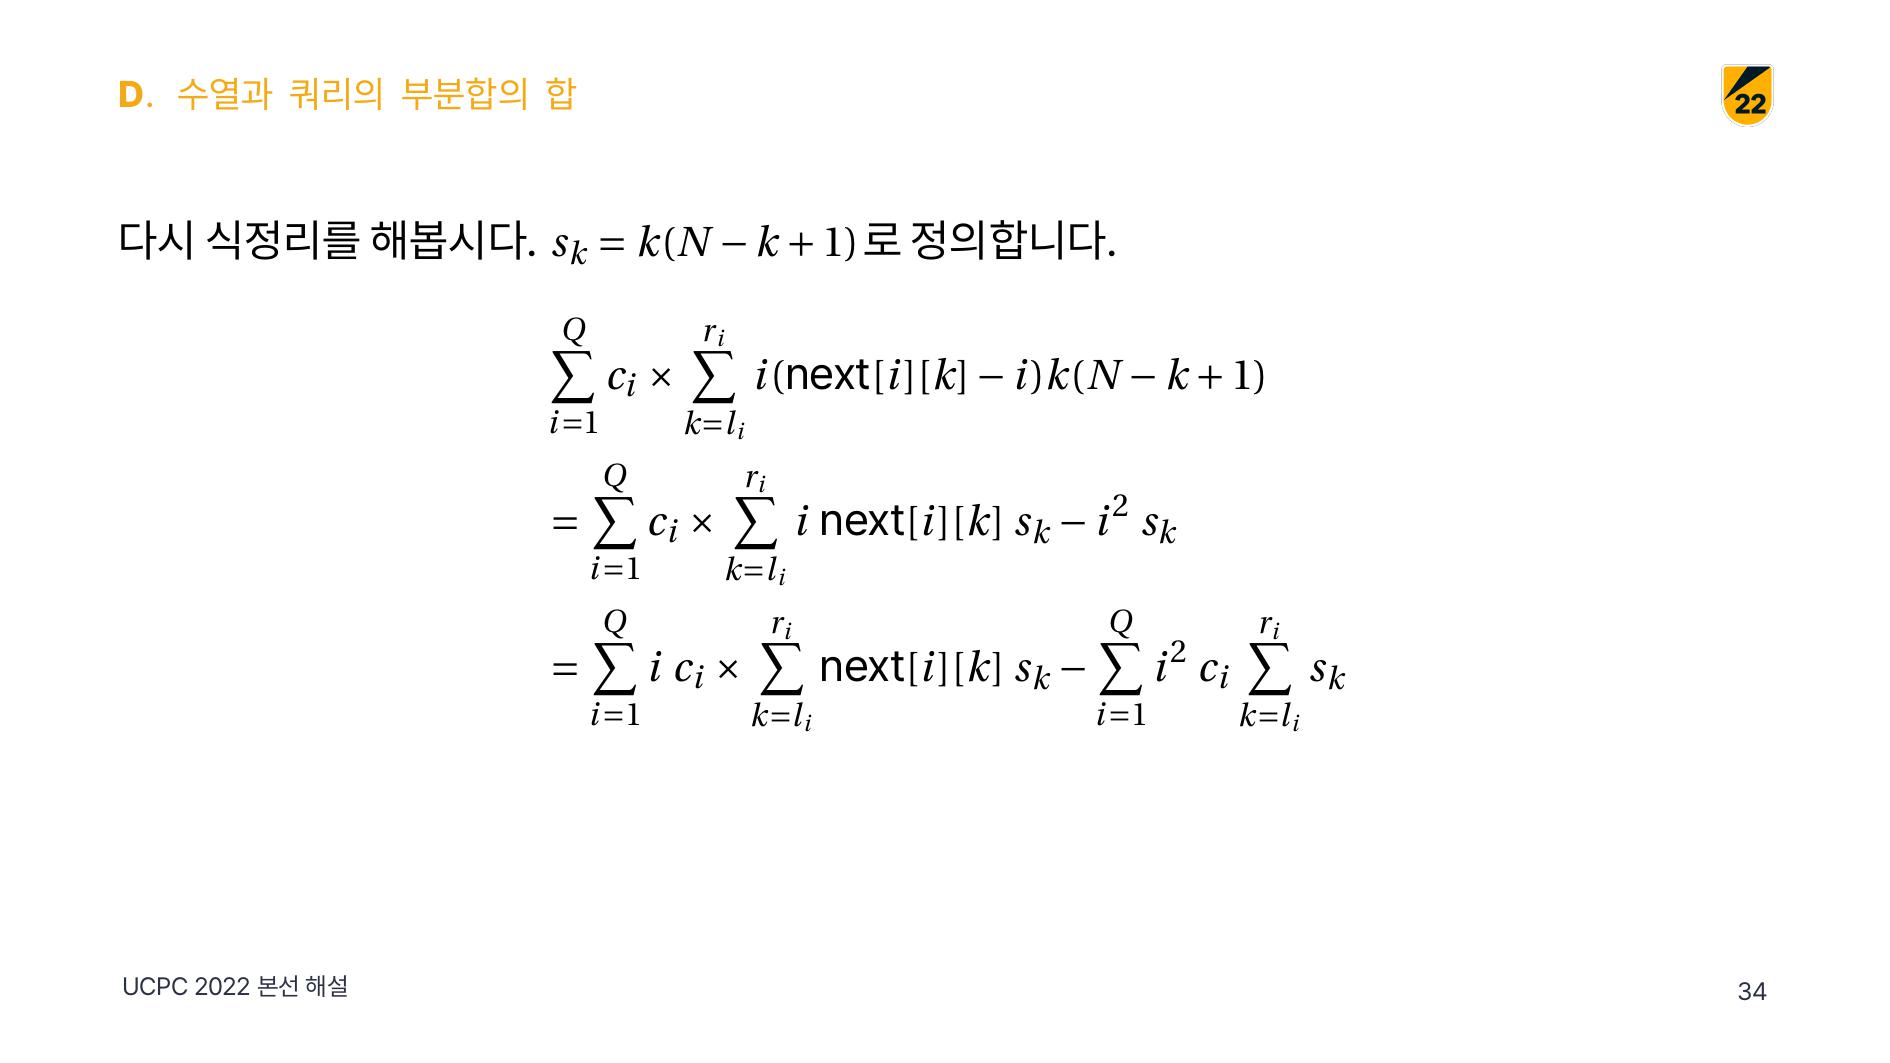 D. 수열과 쿼리의 부분합의 합
22
다시 식정리를 해봅시다. $s_k = k(N-k+1)$로 정의합니다.
$\sum_{i=1}^{Q} c_i \times \sum_{k=l_i}^{r_i} i(\text{next}[i][k] - i)k(N-k+1)$
$= \sum_{i=1}^{Q} c_i \times \sum_{k=l_i}^{r_i} i\ \text{next}[i][k]\ s_k - i^2\ s_k$
$= \sum_{i=1}^{Q} i\ c_i \times \sum_{k=l_i}^{r_i} \text{next}[i][k]\ s_k - \sum_{i=1}^{Q} i^2\ c_i \sum_{k=l_i}^{r_i} s_k$
UCPC 2022 본선 해설
34